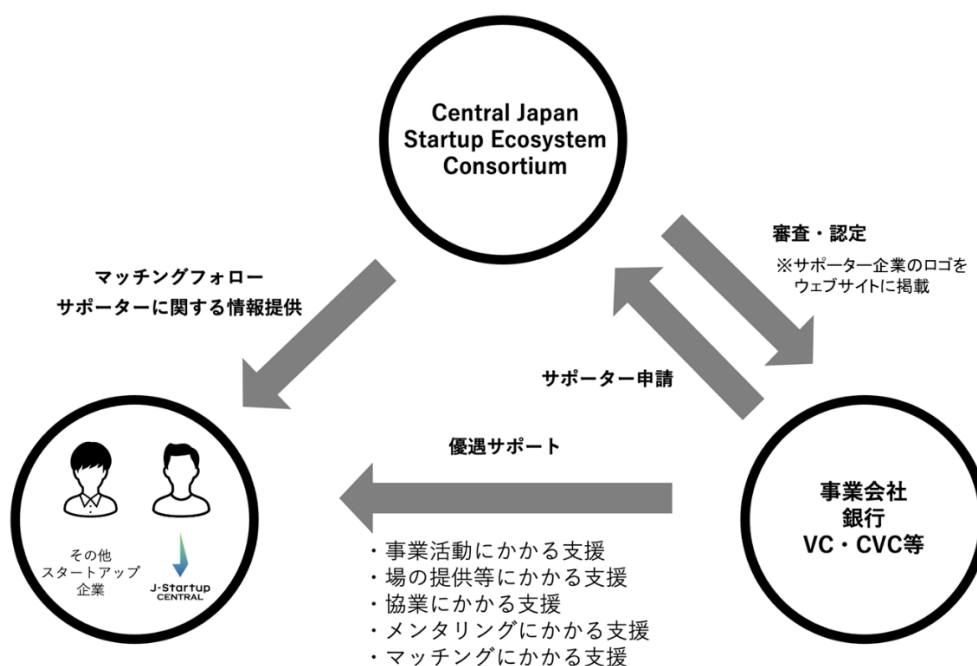 Central Japan
Startup Ecosystem
Consortium
審査・認定
※サポーター企業のロゴを
ウェブサイトに掲載
マッチングフォロー
サポーターに関する情報提供
サポーター申請
優遇サポート
事業会社
銀行
VC・CVC等
その他
スタートアップ
企業
J-Startup
CENTRAL
・事業活動にかかる支援
・場の提供等にかかる支援
・協業にかかる支援
・メンタリングにかかる支援
・マッチングにかかる支援